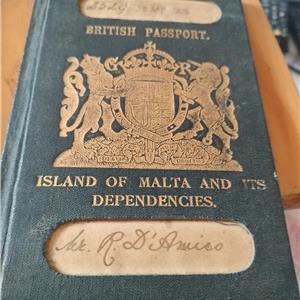 BRITISH PASSPORT.
G R
ISLAND OF MALTA AND ITS
DEPENDENCIES.
Mr. R. D'Amico